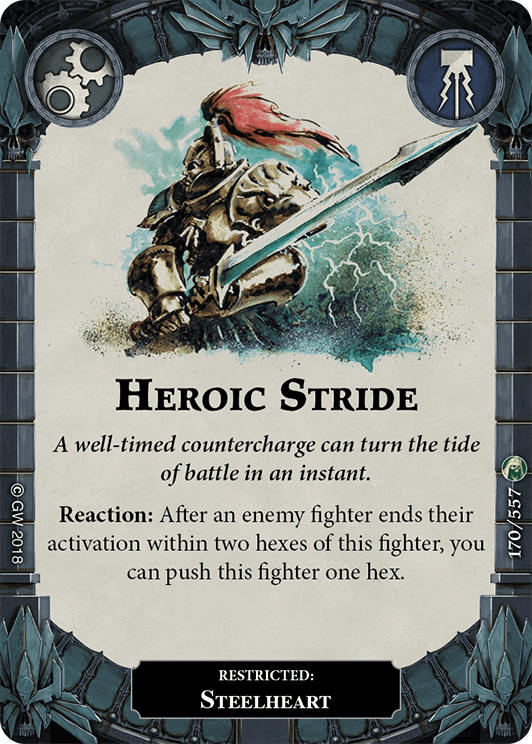 HEROIC STRIDE
A well-timed countercharge can turn the tide
of battle in an instant.
Reaction: After an enemy fighter ends their
activation within two hexes of this fighter, you
can push this fighter one hex.
© GW 2018
170/557
RESTRICTED:
STEELHEART